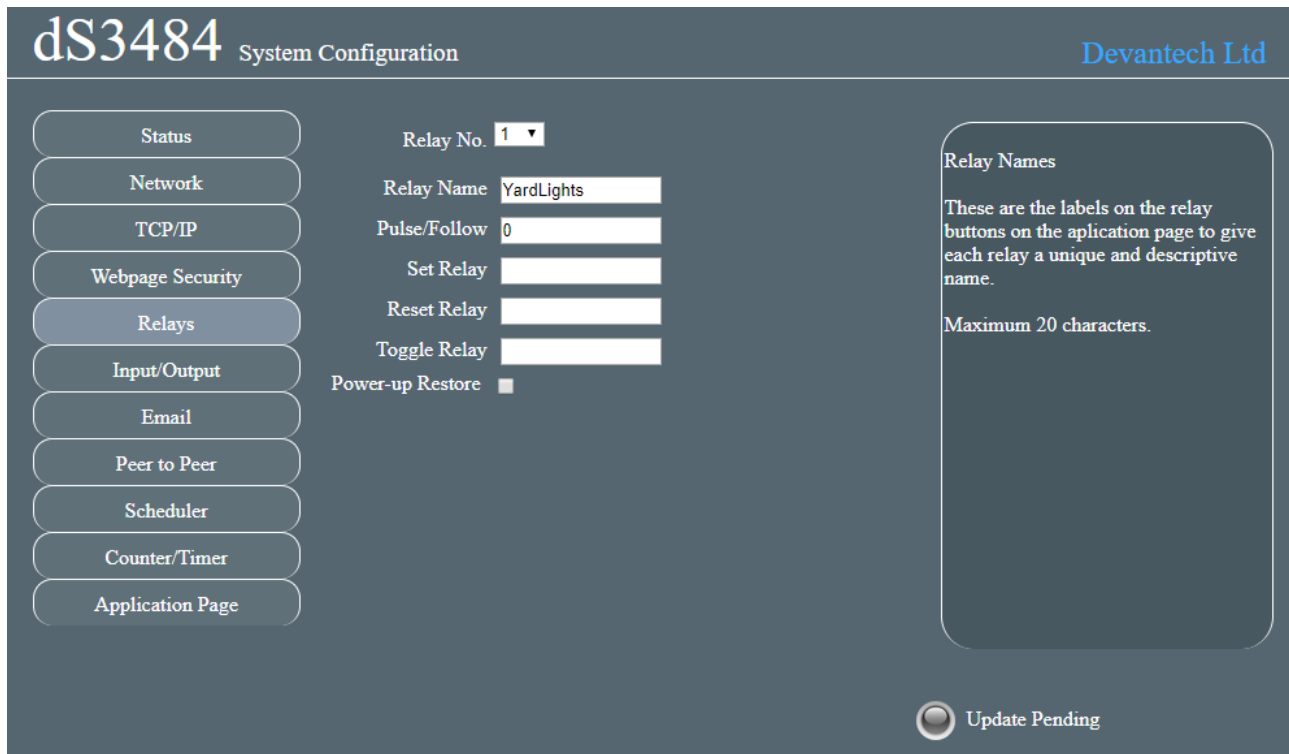 dS3484 System Configuration
Devantech Ltd
Status
Network
TCP/IP
Webpage Security
Relays
Input/Output
Email
Peer to Peer
Scheduler
Counter/Timer
Application Page
Relay No. 1
Relay Name YardLights
Pulse/Follow 0
Set Relay
Reset Relay
Toggle Relay
Power-up Restore
Relay Names
These are the labels on the relay
buttons on the aplication page to give
each relay a unique and descriptive
name.
Maximum 20 characters.
Update Pending